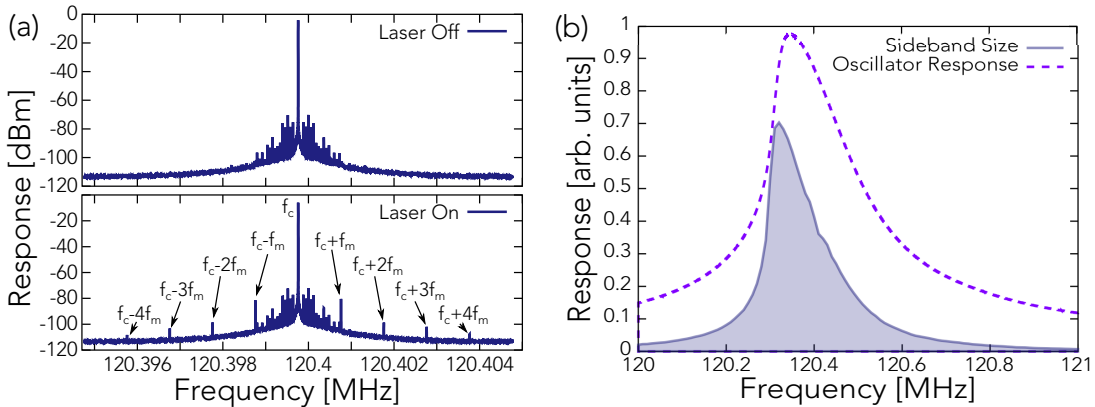 (a)
Response [dBm]
0
-20
-40
-60
-80
-100
-120
Laser Off
-20
-40
-60
-80
-100
-120
Laser On
f_c
f_c-f_m
f_c+f_m
f_c-2f_m
f_c+2f_m
f_c-3f_m
f_c+3f_m
f_c-4f_m
f_c+4f_m
120.396 120.398 120.4 120.402 120.404
Frequency [MHz]
(b)
Response [arb. units]
1
0.9
0.8
0.7
0.6
0.5
0.4
0.3
0.2
0.1
0
Sideband Size
Oscillator Response
120 120.2 120.4 120.6 120.8 121
Frequency [MHz]